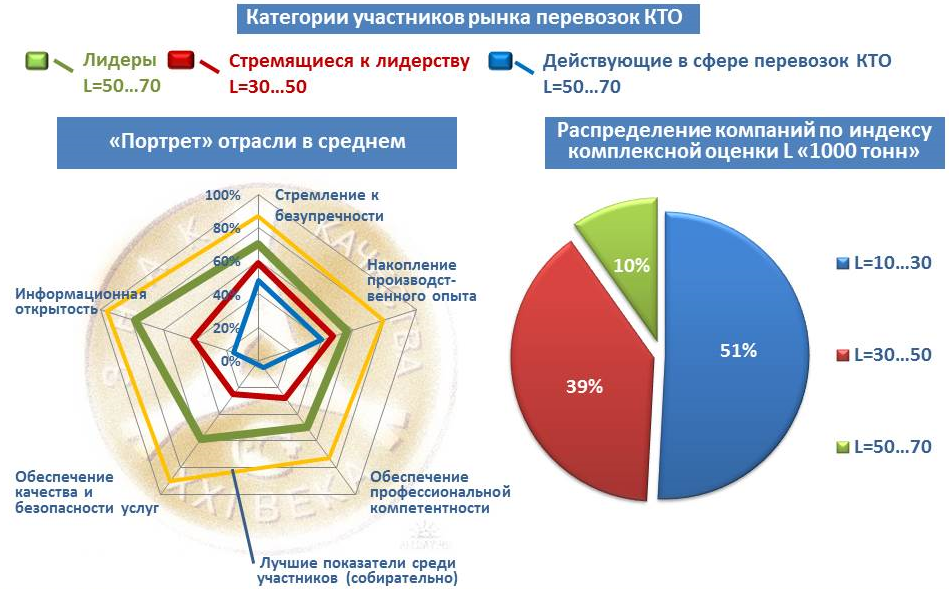 Категории участников рынка перевозок КТО
Лидеры
L=50…70
Стремящиеся к лидерству
L=30…50
Действующие в сфере перевозок КТО
L=50…70
«Портрет» отрасли в среднем
100%
80%
60%
40%
20%
0%
Стремление к
безупречности
Накопление
производст-
венного опыта
Обеспечение
профессиональной
компетентности
Обеспечение
качества и
безопасности услуг
Информационная
открытость
Лучшие показатели среди
участников (собирательно)
Распределение компаний по индексу
комплексной оценки L «1000 тонн»
10%
51%
39%
L=10…30
L=30…50
L=50…70